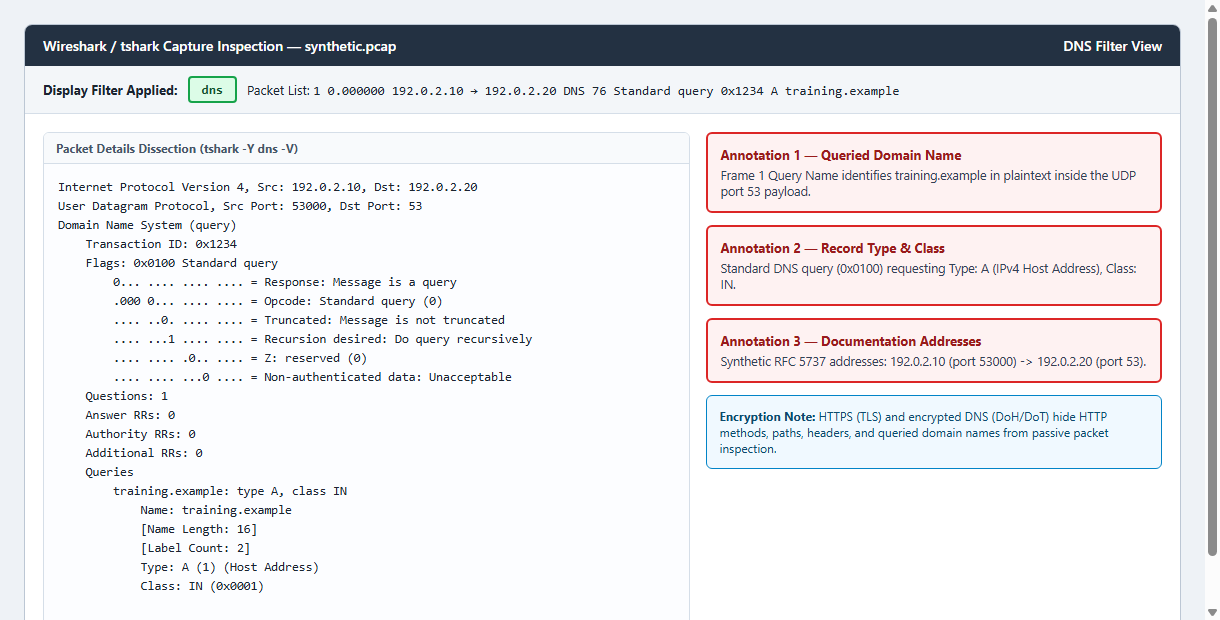 Wireshark / tshark Capture Inspection — synthetic.pcap
DNS Filter View
Display Filter Applied: dns Packet List: 1 0.000000 192.0.2.10 → 192.0.2.20 DNS 76 Standard query 0x1234 A training.example
Packet Details Dissection (tshark -Y dns -V)
Internet Protocol Version 4, Src: 192.0.2.10, Dst: 192.0.2.20
User Datagram Protocol, Src Port: 53000, Dst Port: 53
Domain Name System (query)
    Transaction ID: 0x1234
    Flags: 0x0100 Standard query
        0... .... .... .... = Response: Message is a query
        .000 0... .... .... = Opcode: Standard query (0)
        .... ..0. .... .... = Truncated: Message is not truncated
        .... ...1 .... .... = Recursion desired: Do query recursively
        .... .... .0.. .... = Z: reserved (0)
        .... .... ...0 .... = Non-authenticated data: Unacceptable
    Questions: 1
    Answer RRs: 0
    Authority RRs: 0
    Additional RRs: 0
    Queries
        training.example: type A, class IN
            Name: training.example
            [Name Length: 16]
            [Label Count: 2]
            Type: A (1) (Host Address)
            Class: IN (0x0001)
Annotation 1 — Queried Domain Name
Frame 1 Query Name identifies training.example in plaintext inside the UDP
port 53 payload.
Annotation 2 — Record Type & Class
Standard DNS query (0x0100) requesting Type: A (IPv4 Host Address), Class:
IN.
Annotation 3 — Documentation Addresses
Synthetic RFC 5737 addresses: 192.0.2.10 (port 53000) -> 192.0.2.20 (port 53).
Encryption Note: HTTPS (TLS) and encrypted DNS (DoH/DoT) hide HTTP
methods, paths, headers, and queried domain names from passive packet
inspection.